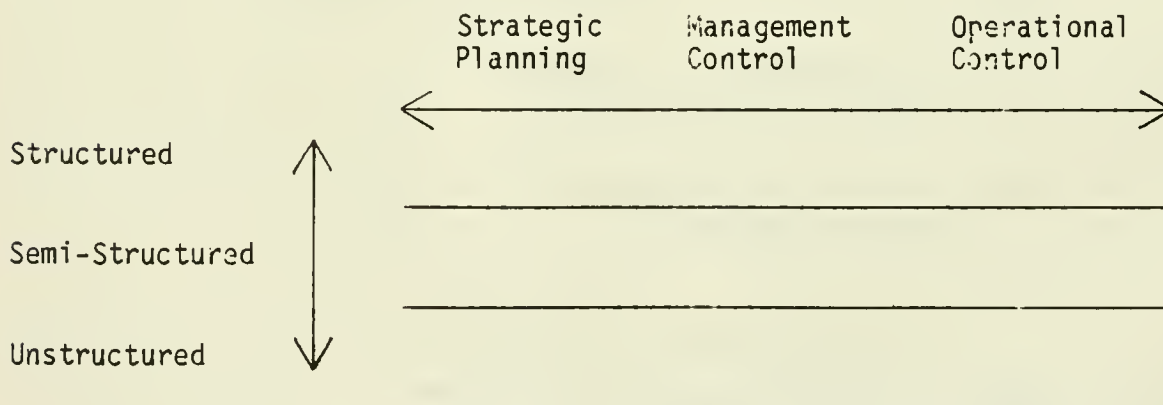 Strategic Management Operational
Planning Control Control
Structured
Semi-Structured
Unstructured